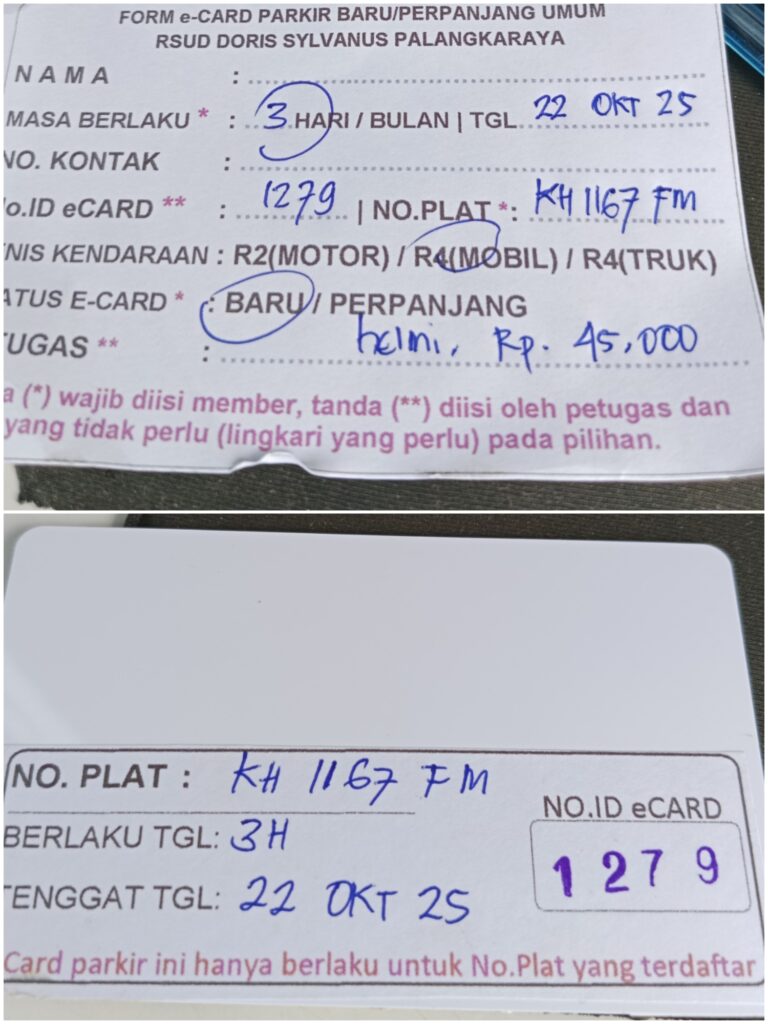 FORM e-CARD PARKIR BARU/PERPANJANG UMUM
RSUD DORIS SYLVANUS PALANGKARAYA
NAMA :
MASA BERLAKU * : 3 HARI / BULAN | TGL 22 OKT 25
NO. KONTAK :
o.ID eCARD ** : 1279 | NO.PLAT *: KH 1167 FM
NIS KENDARAAN : R2(MOTOR) / R4(MOBIL) / R4(TRUK)
ATUS E-CARD * : BARU / PERPANJANG
UGAS ** : helmi, Rp. 45,000
a (*) wajib diisi member, tanda (**) diisi oleh petugas dan
yang tidak perlu (lingkari yang perlu) pada pilihan.
NO. PLAT : KH 1167 FM
NO.ID eCARD
BERLAKU TGL: 3H
1279
TENGGAT TGL: 22 OKT 25
Card parkir ini hanya berlaku untuk No.Plat yang terdaftar